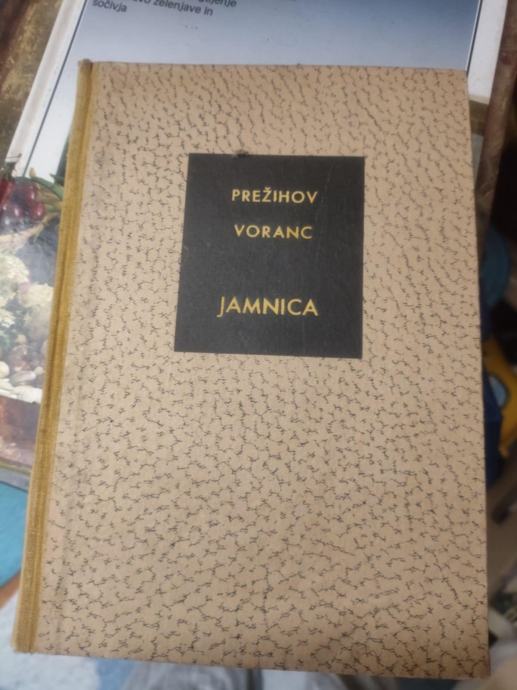 zelenjave in
sočivja
PREŽIHOV
VORANC
JAMNICA